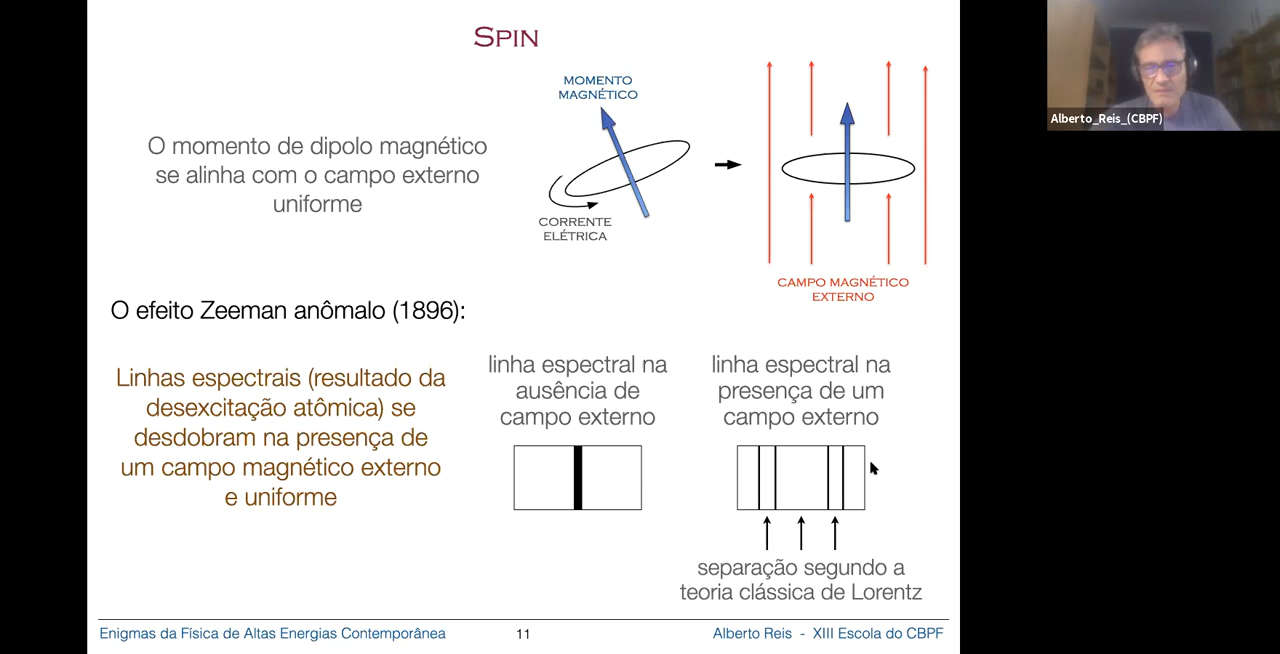 SPIN
MOMENTO
MAGNÉTICO
O momento de dipolo magnético
se alinha com o campo externo
uniforme
CORRENTE
ELÉTRICA
CAMPO MAGNÉTICO
EXTERNO
O efeito Zeeman anômalo (1896):
Linhas espectrais (resultado da
desexcitação atômica) se
desdobram na presença de
um campo magnético externo
e uniforme
linha espectral na
ausência de
campo externo
linha espectral na
presença de um
campo externo
separação segundo a
teoria clássica de Lorentz
Enigmas da Física de Altas Energias Contemporânea
11
Alberto Reis - XIII Escola do CBPF
Alberto_Reis_(CBPF)